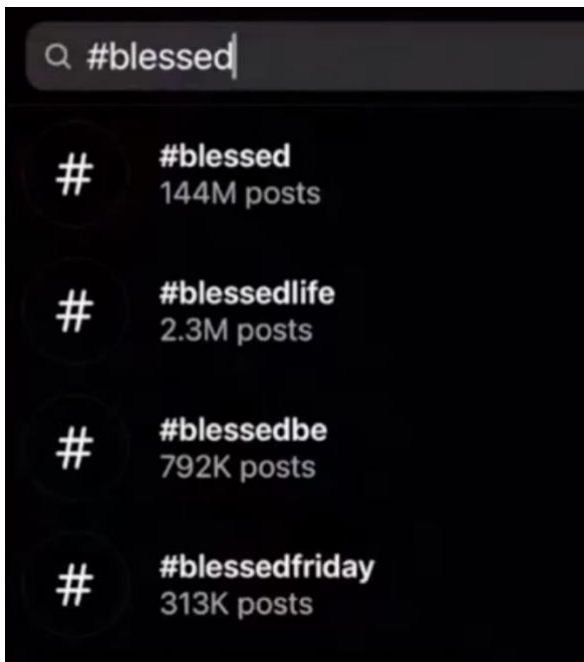 #blessed
#blessed
144M posts
#blessedlife
2.3M posts
#blessedbe
792K posts
#blessedfriday
313K posts